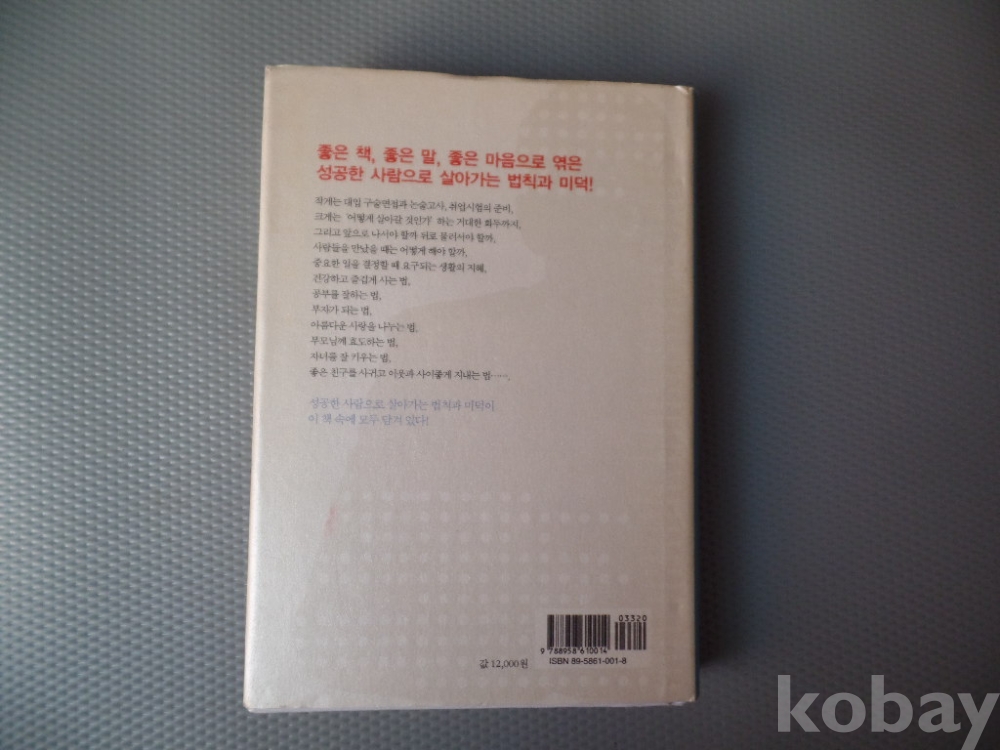 좋은 책, 좋은 말, 좋은 마음으로 엮은
성공한 사람으로 살아가는 법칙과 미덕!
작게는 대입 구술면접과 논술고사, 취업시험의 준비,
크게는 '어떻게 살아갈 것인가' 하는 거대한 화두까지,
그리고 앞으로 나서야 할까 뒤로 물러서야 할까,
사람들을 만났을 때는 어떻게 해야 할까,
중요한 일을 결정할 때 요구되는 생활의 지혜,
건강하고 즐겁게 사는 법,
공부를 잘하는 법,
부자가 되는 법,
아름다운 사랑을 나누는 법,
부모님께 효도하는 법,
자녀를 잘 키우는 법,
좋은 친구를 사귀고 이웃과 사이좋게 지내는 법……,
성공한 사람으로 살아가는 법칙과 미덕이
이 책 속에 모두 담겨 있다!
03320
9 788958 610014
값 12,000원
ISBN 89-5861-001-8
kobay